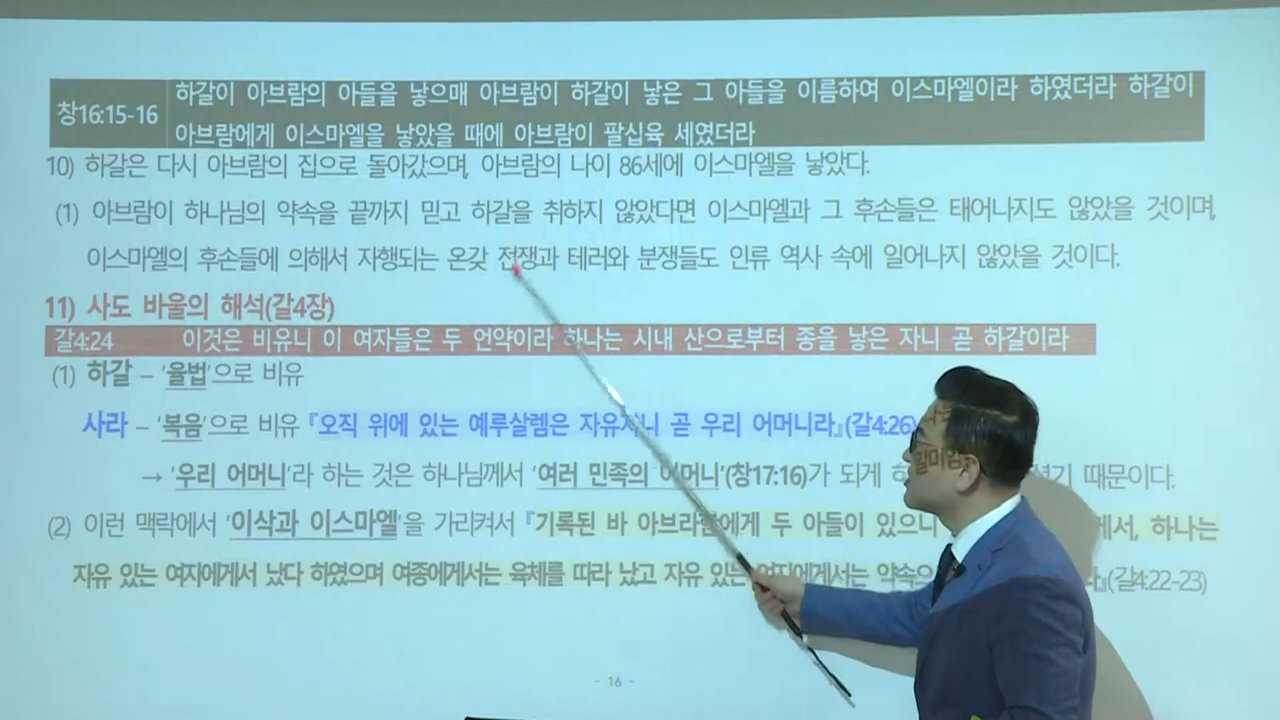 창16:15-16 하갈이 아브람의 아들을 낳으매 아브람이 하갈이 낳은 그 아들을 이름하여 이스마엘이라 하였더라 하갈이
아브람에게 이스마엘을 낳았을 때에 아브람이 팔십육 세였더라
10) 하갈은 다시 아브람의 집으로 돌아갔으며, 아브람의 나이 86세에 이스마엘을 낳았다.
(1) 아브람이 하나님의 약속을 끝까지 믿고 하갈을 취하지 않았다면 이스마엘과 그 후손들은 태어나지도 않았을 것이며,
이스마엘의 후손들에 의해서 자행되는 온갖 전쟁과 테러와 분쟁들도 인류 역사 속에 일어나지 않았을 것이다.
11) 사도 바울의 해석(갈4장)
갈4:24 이것은 비유니 이 여자들은 두 언약이라 하나는 시내 산으로부터 종을 낳은 자니 곧 하갈이라
(1) 하갈 – '율법'으로 비유
사라 – '복음'으로 비유 『오직 위에 있는 예루살렘은 자유자니 곧 우리 어머니라』(갈4:26)
→ '우리 어머니'라 하는 것은 하나님께서 '여러 민족의 어머니'(창17:16)가 되게 때문이다.
(2) 이런 맥락에서 '이삭과 이스마엘'을 가리켜서 『기록된 바 아브라함에게 두 아들이 있으니 하나는
자유 있는 여자에게서 났다 하였으며 여종에게서는 육체를 따라 났고 자유 있는 여자에게서는 (갈4:22-23)
- 16 -